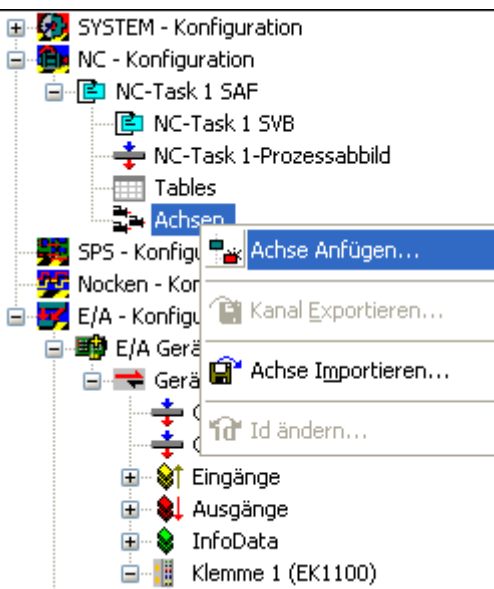 SYSTEM - Konfiguration
NC - Konfiguration
NC-Task 1 SAF
NC-Task 1 SVB
NC-Task 1-Prozessabbild
Tables
Achsen
Achse Anfügen...
SPS - Konfigu
Nocken - Kon
Kanal Exportieren...
E/A - Konfigu
E/A Gerä
Achse Importieren...
Gerä
Id ändern...
Eingänge
Ausgänge
InfoData
Klemme 1 (EK1100)